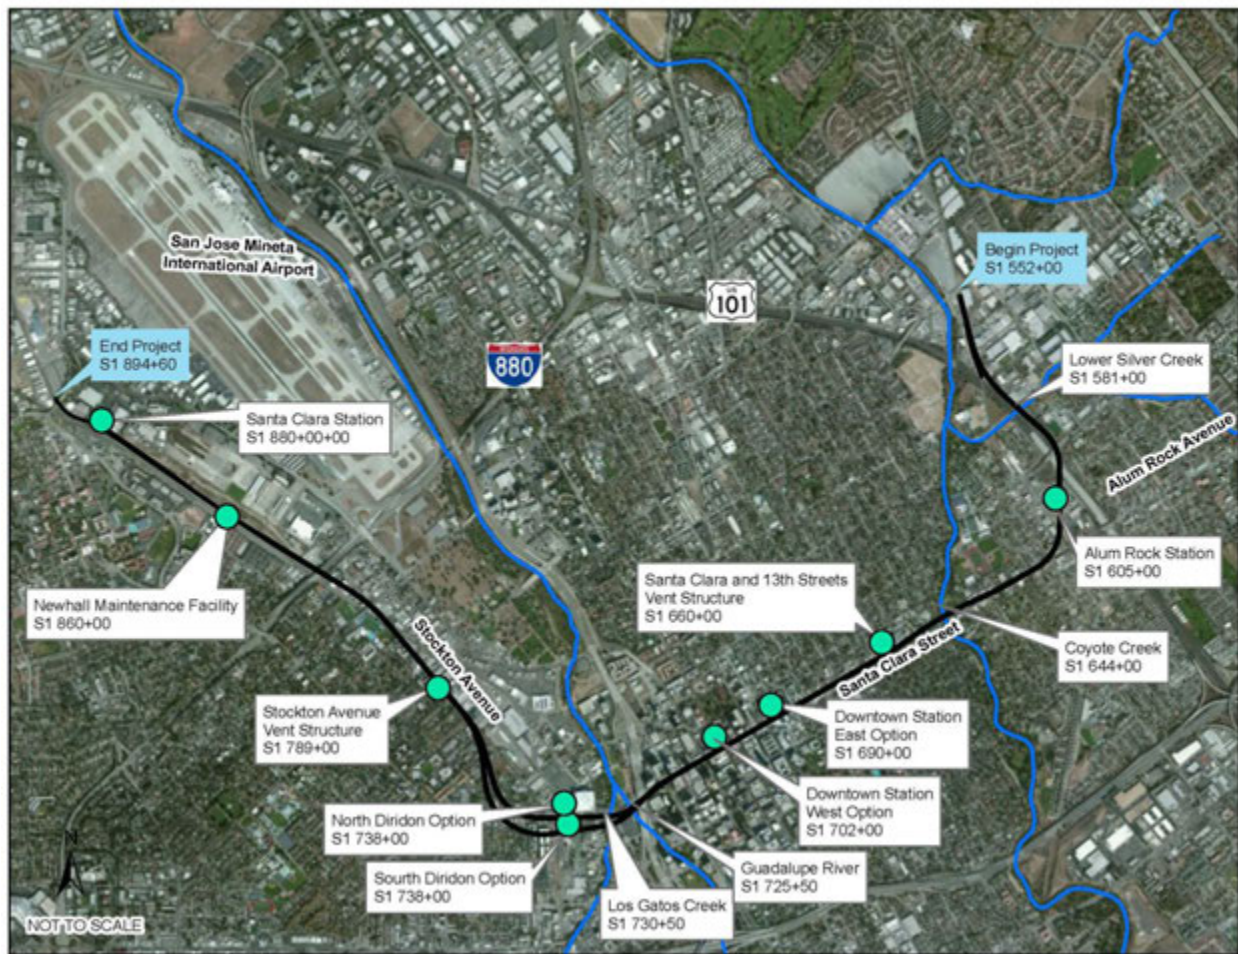 San Jose Mineta
International Airport
Begin Project
S1 552+00
US
101
INTERSTATE
880
End Project
S1 894+60
Lower Silver Creek
S1 581+00
Santa Clara Station
S1 880+00+00
Alum Rock Avenue
Alum Rock Station
S1 605+00
Santa Clara and 13th Streets
Vent Structure
S1 660+00
Newhall Maintenance Facility
S1 860+00
Stockton Avenue
Santa Clara Street
Coyote Creek
S1 644+00
Stockton Avenue
Vent Structure
S1 789+00
Downtown Station
East Option
S1 690+00
Downtown Station
West Option
S1 702+00
North Diridon Option
S1 738+00
Sourth Diridon Option
S1 738+00
Guadalupe River
S1 725+50
Los Gatos Creek
S1 730+50
N
NOT TO SCALE